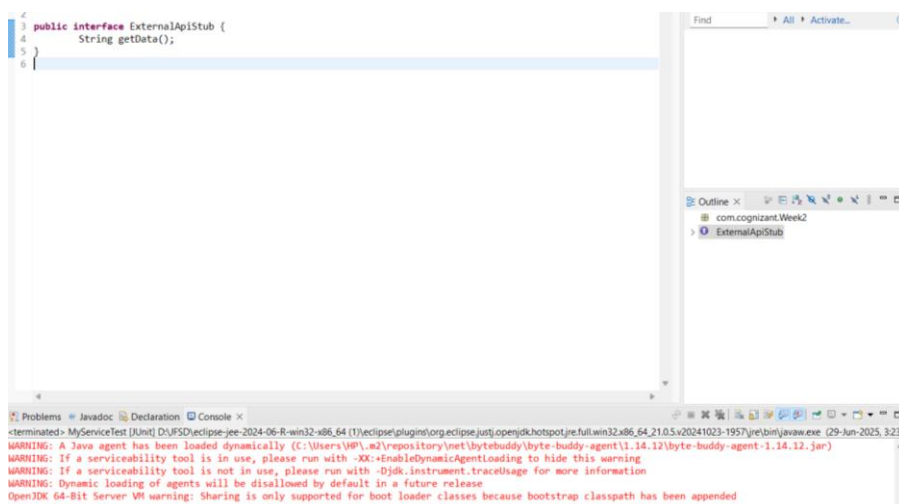 2
3 public interface ExternalApiStub {
4 String getData();
5 }
6
Find All Activate...
Outline
com.cognizant.Week2
ExternalApiStub
Problems Javadoc Declaration Console
<terminated> MyServiceTest [JUnit] D:\JFSD\eclipse-jee-2024-06-R-win32-x86_64 (1)\eclipse\plugins\org.eclipse.justj.openjdk.hotspot.jre.full.win32.x86_64_21.0.5.v20241023-1957\jre\bin\javaw.exe (29-Jun-2025, 3:23
WARNING: A Java agent has been loaded dynamically (C:\Users\HP\.m2\repository\net\bytebuddy\byte-buddy-agent\1.14.12\byte-buddy-agent-1.14.12.jar)
WARNING: If a serviceability tool is in use, please run with -XX:+EnableDynamicAgentLoading to hide this warning
WARNING: If a serviceability tool is not in use, please run with -Djdk.instrument.traceUsage for more information
WARNING: Dynamic loading of agents will be disallowed by default in a future release
OpenJDK 64-Bit Server VM warning: Sharing is only supported for boot loader classes because bootstrap classpath has been appended